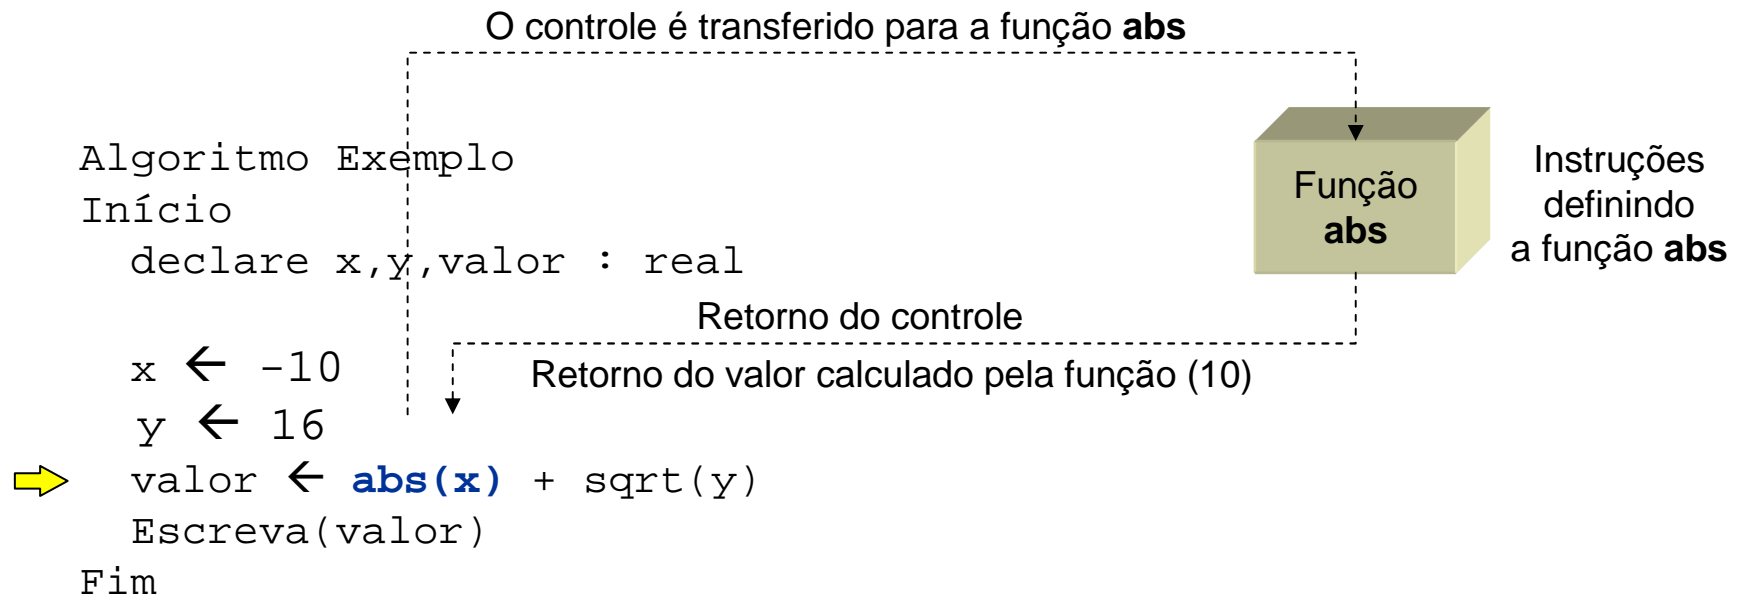 O controle é transferido para a função abs
Algoritmo Exemplo
Início
declare x,y,valor : real
Função
abs
Instruções
definindo
a função abs
Retorno do controle
Retorno do valor calculado pela função (10)
x ← -10
y ← 16
valor ← abs(x) + sqrt(y)
Escreva(valor)
Fim